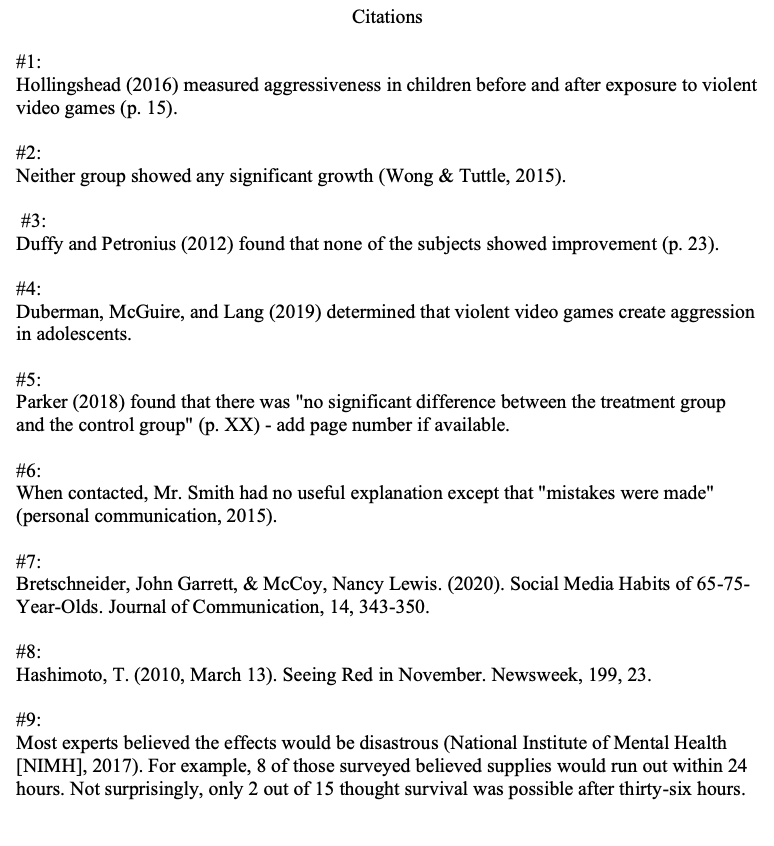 Citations
#1:
Hollingshead (2016) measured aggressiveness in children before and after exposure to violent
video games (p. 15).
#2:
Neither group showed any significant growth (Wong & Tuttle, 2015).
#3:
Duffy and Petronius (2012) found that none of the subjects showed improvement (p. 23).
#4:
Duberman, McGuire, and Lang (2019) determined that violent video games create aggression
in adolescents.
#5:
Parker (2018) found that there was "no significant difference between the treatment group
and the control group" (p. XX) - add page number if available.
#6:
When contacted, Mr. Smith had no useful explanation except that "mistakes were made"
(personal communication, 2015).
#7:
Bretschneider, John Garrett, & McCoy, Nancy Lewis. (2020). Social Media Habits of 65-75-
Year-Olds. Journal of Communication, 14, 343-350.
#8:
Hashimoto, T. (2010, March 13). Seeing Red in November. Newsweek, 199, 23.
#9:
Most experts believed the effects would be disastrous (National Institute of Mental Health
[NIMH], 2017). For example, 8 of those surveyed believed supplies would run out within 24
hours. Not surprisingly, only 2 out of 15 thought survival was possible after thirty-six hours.